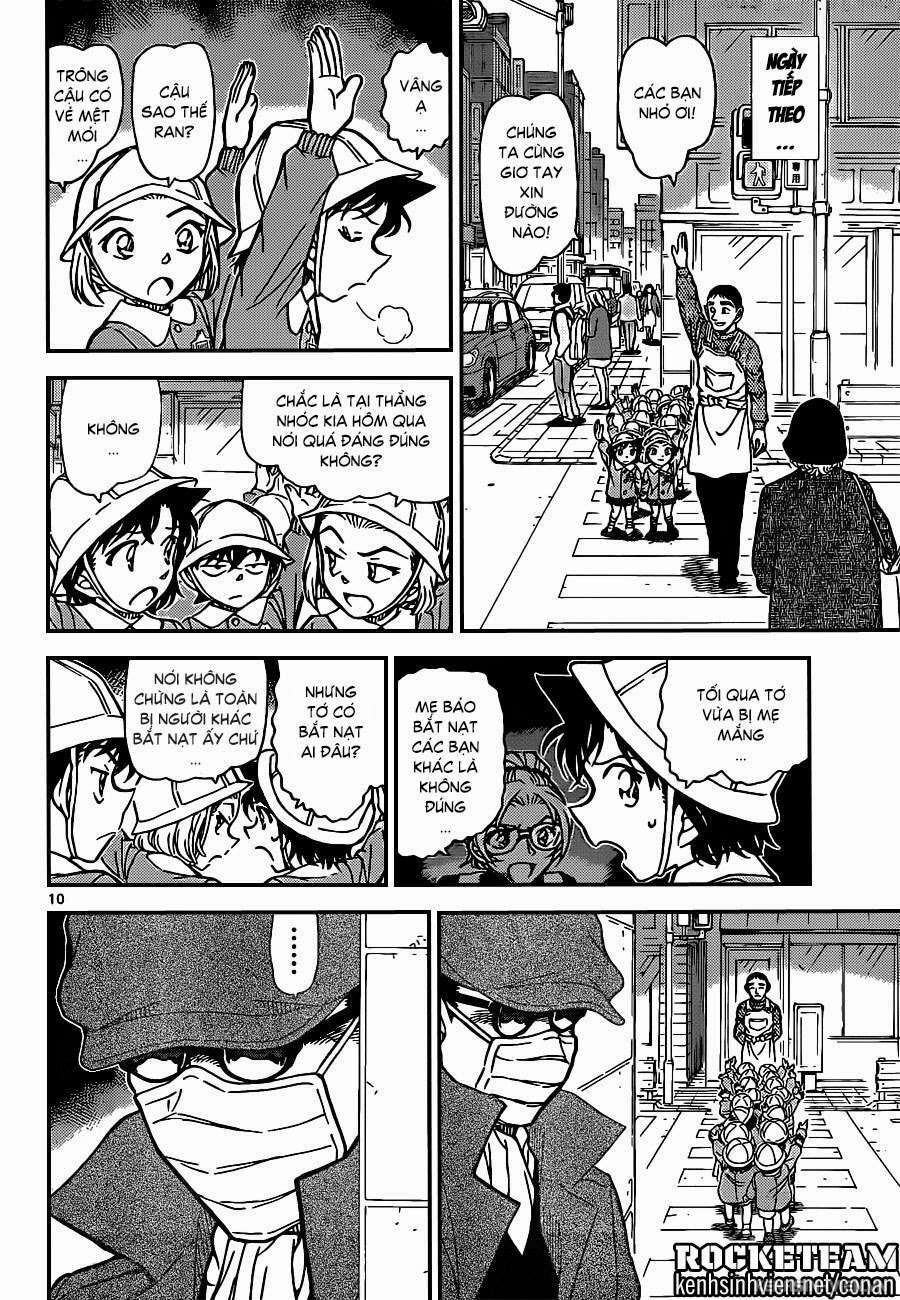 NGÀY
TIẾP
THEO
...
CÁC BẠN
NHỎ ƠI!
CHÚNG
TA CÙNG
GIƠ TAY
XIN
ĐƯỜNG
NÀO!
専用
VÂNG
Ạ
...
CẬU
SAO THẾ
RAN?
TRÔNG
CẬU CÓ
VẺ MỆT
MỎI
...
CHẮC LÀ TẠI THẰNG
NHÓC KIA HÔM QUA
NÓI QUÁ ĐÁNG ĐÚNG
KHÔNG?
KHÔNG
...
TỐI QUA TỚ
VỪA BỊ MẸ
MẮNG
...
MẸ BẢO
BẮT NẠT
CÁC BẠN
KHÁC LÀ
KHÔNG
ĐÚNG
...
NHƯNG
TỚ CÓ
BẮT NẠT
AI ĐÂU?
NÓI KHÔNG
CHỪNG LÀ TOÀN
BỊ NGƯỜI KHÁC
BẮT NẠT ẤY CHỨ
...
10
ROCKETEAM
kenhsinhvien.net/conan